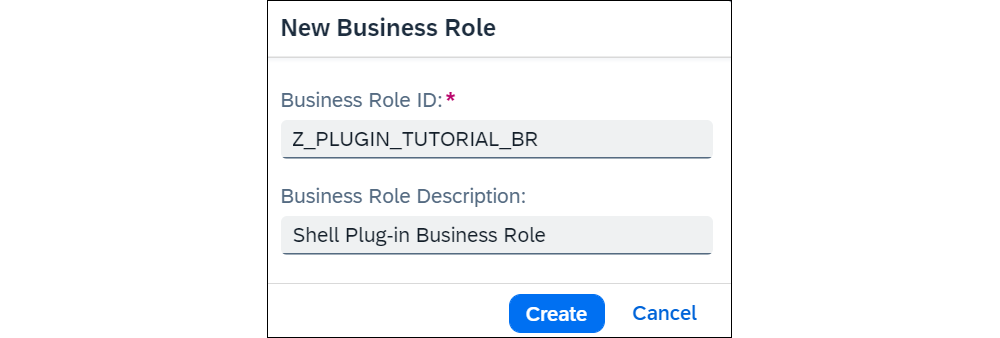 New Business Role
Business Role ID:*
Z_PLUGIN_TUTORIAL_BR
Business Role Description:
Shell Plug-in Business Role
Create Cancel